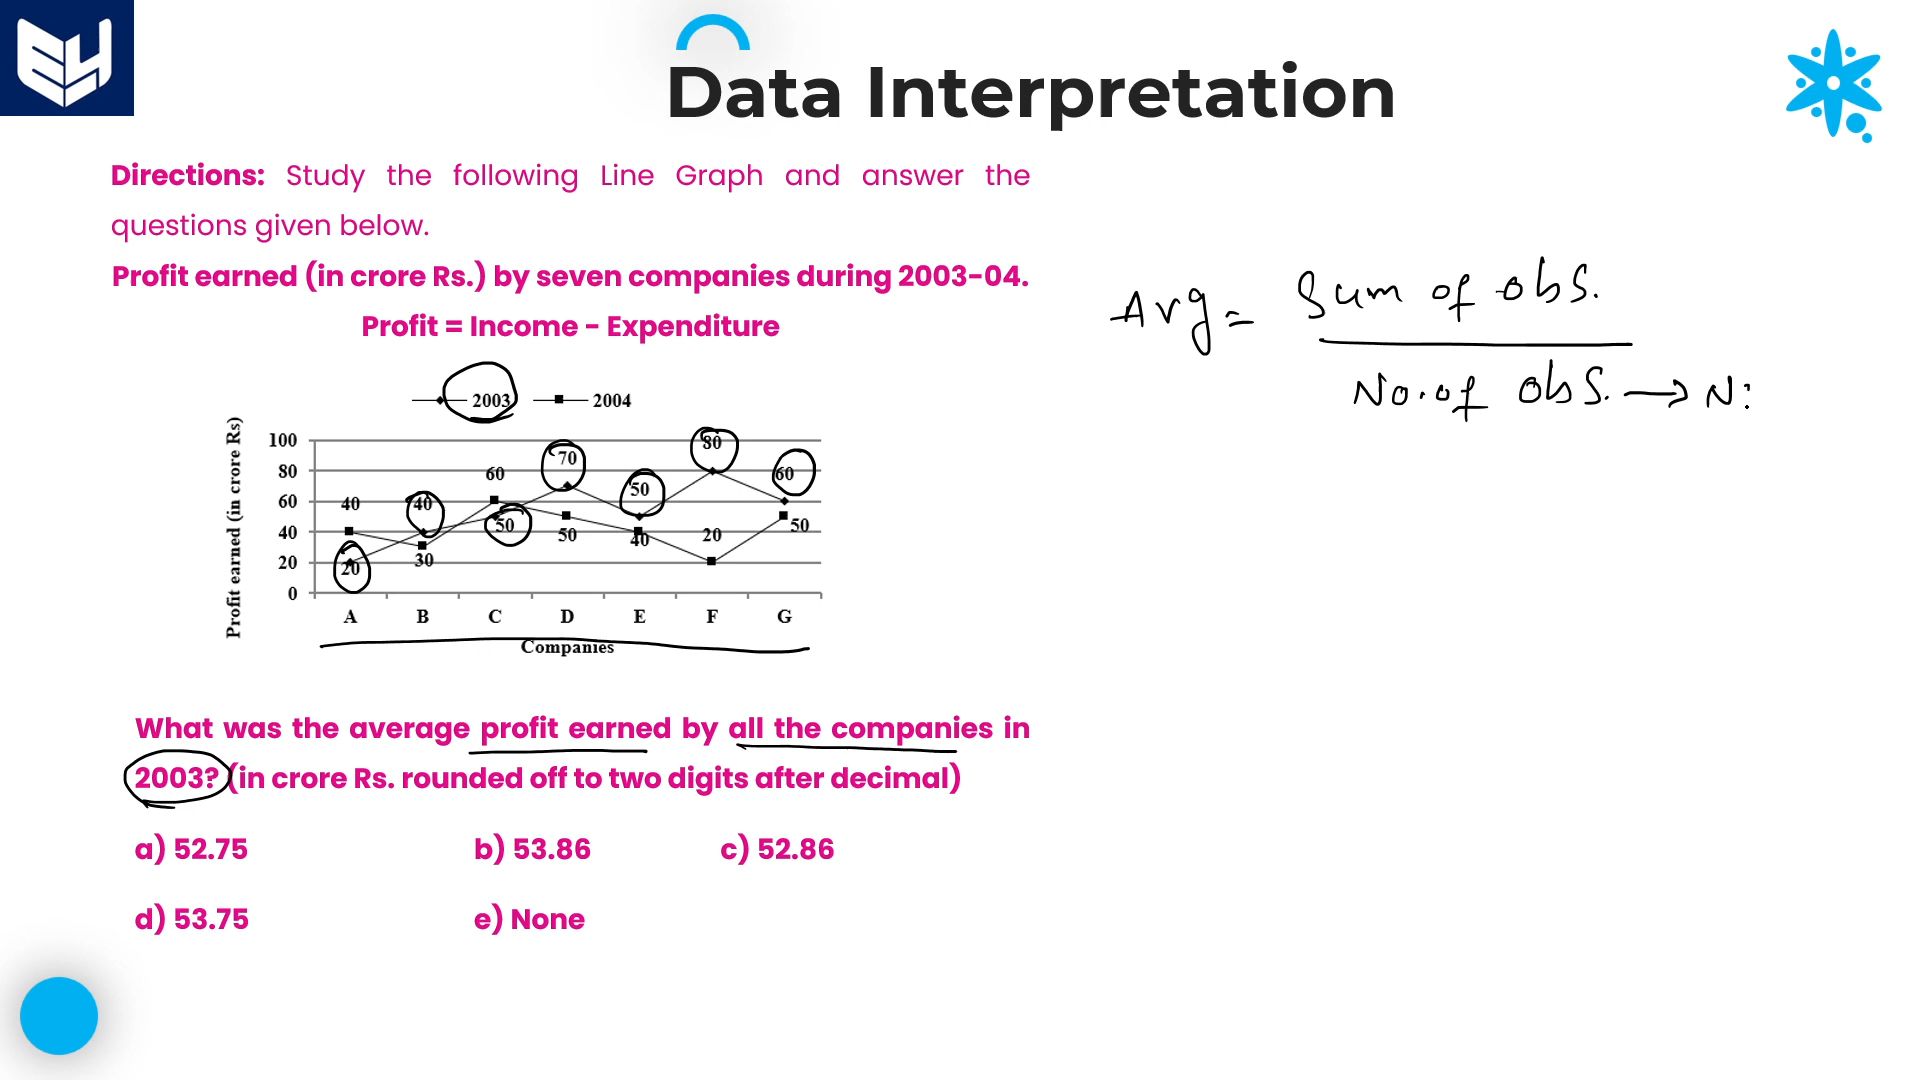 Data Interpretation
Directions: Study the following Line Graph and answer the
questions given below.
Profit earned (in crore Rs.) by seven companies during 2003-04.
Profit = Income - Expenditure
2003 2004
Profit earned (in crore Rs)
100
80
60
40
20
0
40 40 60 70 50 80 60
20 30 50 50 40 20 50
A B C D E F G
Companies
What was the average profit earned by all the companies in
2003? (in crore Rs. rounded off to two digits after decimal)
a) 52.75 b) 53.86 c) 52.86
d) 53.75 e) None
Avg = Sum of obs.
No. of obs. → N: